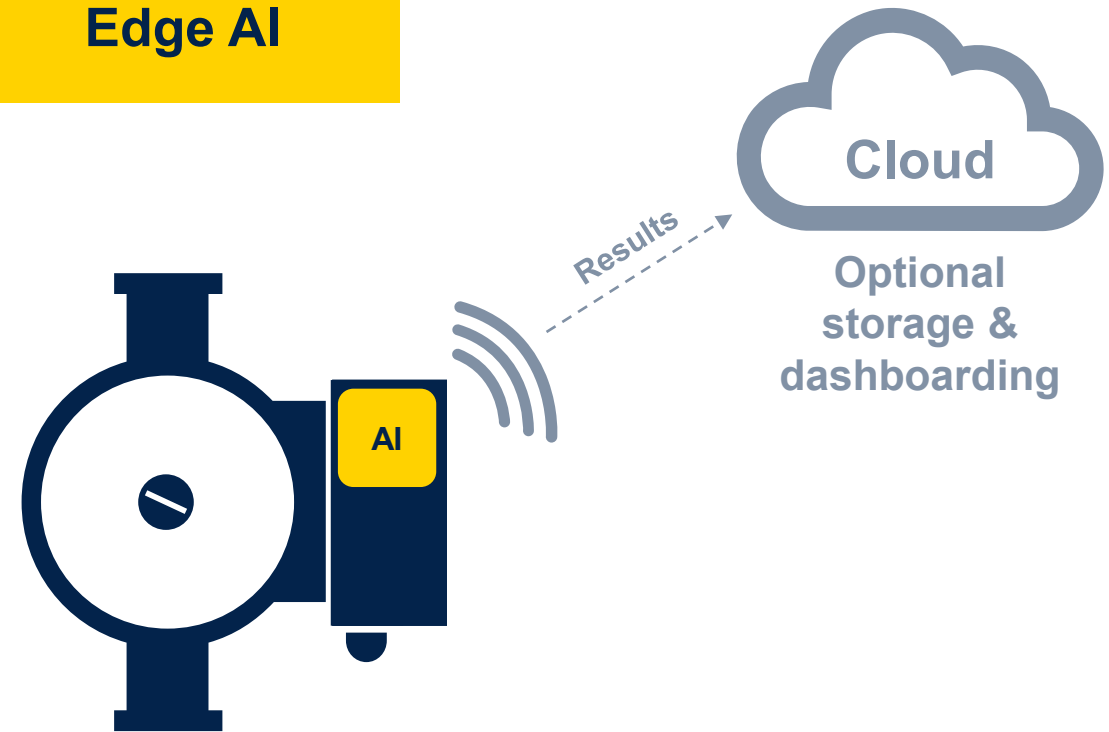 Edge AI
Cloud
Results
Optional
storage &
dashboarding
AI